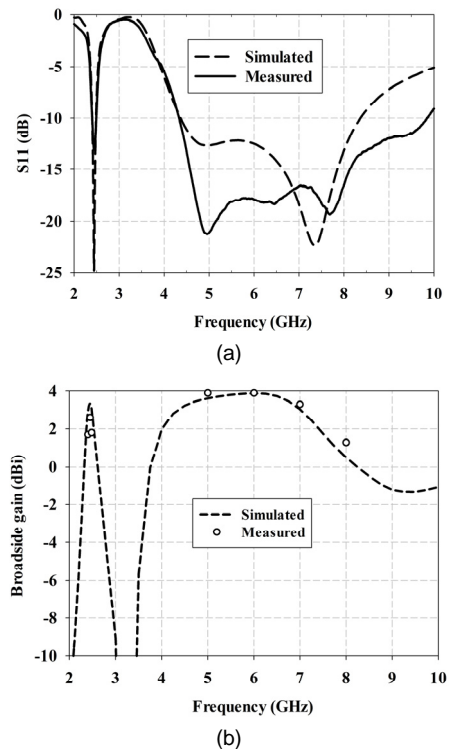 0
-5
-10
-15
-20
-25
S11 (dB)
Simulated
Measured
2 3 4 5 6 7 8 9 10
Frequency (GHz)
(a)
4
2
0
-2
-4
-6
-8
-10
Broadside gain (dBi)
Simulated
Measured
2 3 4 5 6 7 8 9 10
Frequency (GHz)
(b)